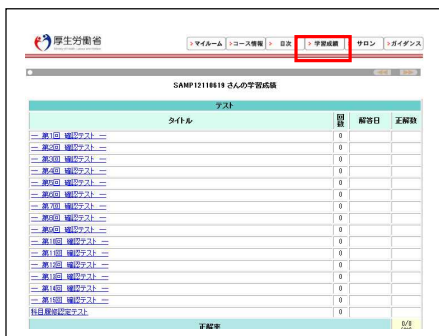 厚生労働省
>マイルーム >コース情報 > 目次 > 学習成績 サロン >ガイダンス
SAMP12110619 さんの学習成績
テスト
タイトル 回数 解答日 正解数
― 第1回 確認テスト ― 0
― 第2回 確認テスト ― 0
― 第3回 確認テスト ― 0
― 第4回 確認テスト ― 0
― 第5回 確認テスト ― 0
― 第6回 確認テスト ― 0
― 第7回 確認テスト ― 0
― 第8回 確認テスト ― 0
― 第9回 確認テスト ― 0
― 第10回 確認テスト ― 0
― 第11回 確認テスト ― 0
― 第12回 確認テスト ― 0
― 第13回 確認テスト ― 0
― 第14回 確認テスト ― 0
― 第15回 確認テスト ― 0
科目履修認定テスト 0
正解率 0/0